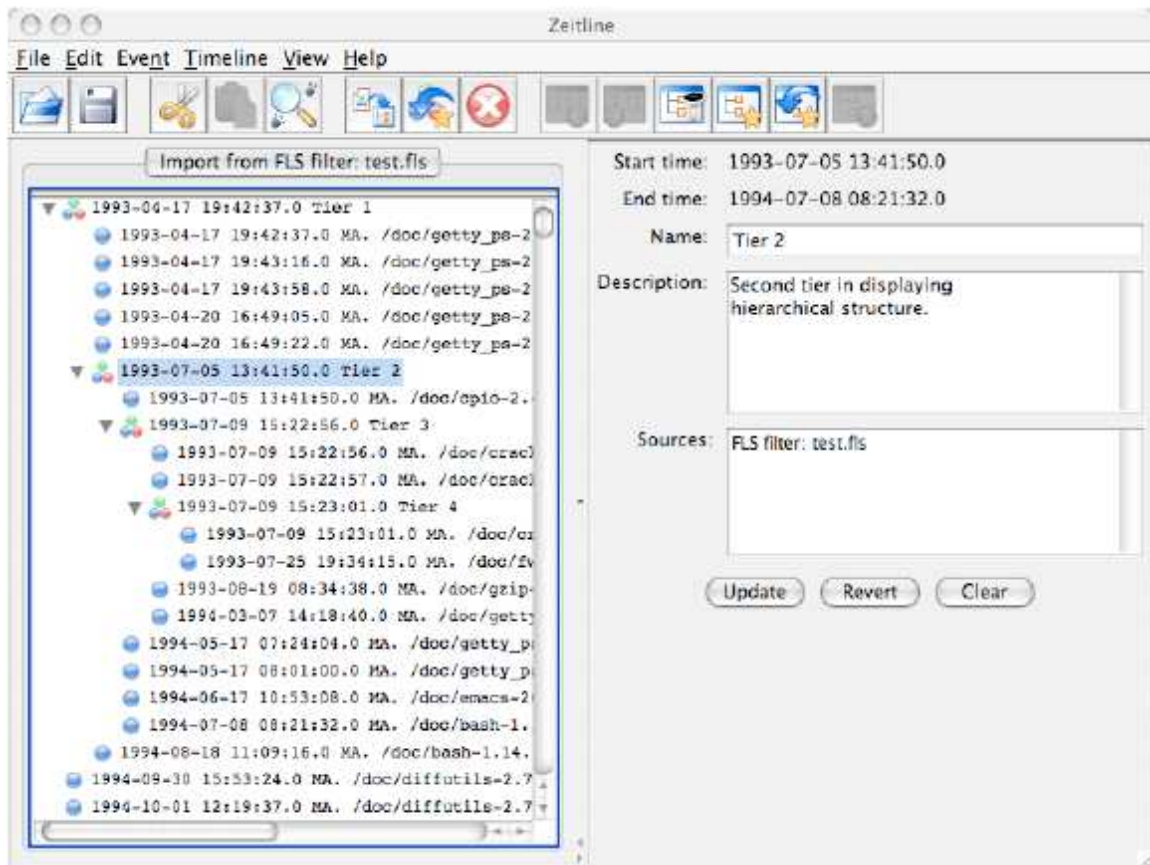 Zeitline
File Edit Event Timeline View Help
Import from FLS filter: test.fls
1993-04-17 19:42:37.0 Tier 1
1993-04-17 19:42:37.0 MA. /doc/getty_ps-2
1993-04-17 19:43:16.0 MA. /doc/getty_ps-2
1993-04-17 19:43:58.0 MA. /doc/getty_ps-2
1993-04-20 16:49:05.0 MA. /doc/getty_ps-2
1993-04-20 16:49:22.0 MA. /doc/getty_ps-2
1993-07-05 13:41:50.0 Tier 2
1993-07-05 13:41:50.0 MA. /doc/cpio-2.
1993-07-09 15:22:56.0 Tier 3
1993-07-09 15:22:56.0 MA. /doc/crac
1993-07-09 15:22:57.0 MA. /doc/crac
1993-07-09 15:23:01.0 Tier 4
1993-07-09 15:23:01.0 MA. /doc/cr
1993-07-25 19:34:15.0 MA. /doc/fv
1993-08-19 08:34:38.0 MA. /doc/gzip-
1994-03-07 14:18:40.0 MA. /doc/getty
1994-05-17 07:24:04.0 MA. /doc/getty_p
1994-05-17 08:01:00.0 MA. /doc/getty_p
1994-06-17 10:53:08.0 MA. /doc/emacs-2
1994-07-08 08:21:32.0 MA. /doc/bash-1.
1994-08-18 11:09:16.0 MA. /doc/bash-1.14.
1994-09-30 15:53:24.0 MA. /doc/diffutils-2.7
1994-10-01 12:19:37.0 MA. /doc/diffutils-2.7
Start time: 1993-07-05 13:41:50.0
End time: 1994-07-08 08:21:32.0
Name: Tier 2
Description: Second tier in displaying
hierarchical structure.
Sources: FLS filter: test.fls
Update Revert Clear